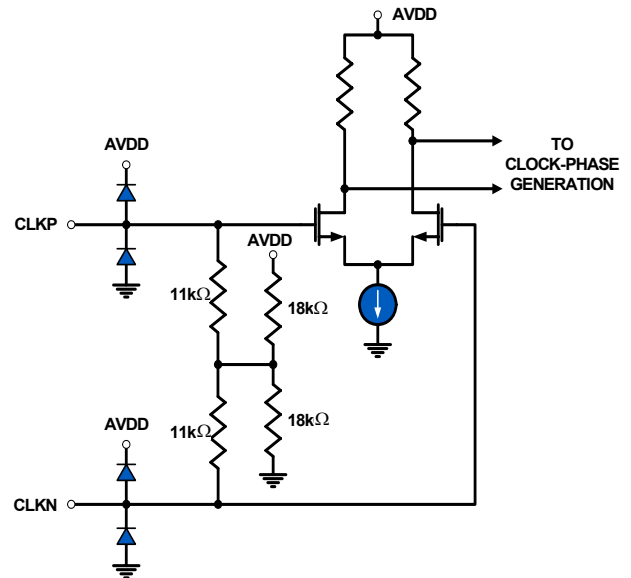 AVDD
TO
CLOCK-PHASE
GENERATION
AVDD
CLKP
AVDD
11kΩ
18kΩ
11kΩ
18kΩ
AVDD
CLKN